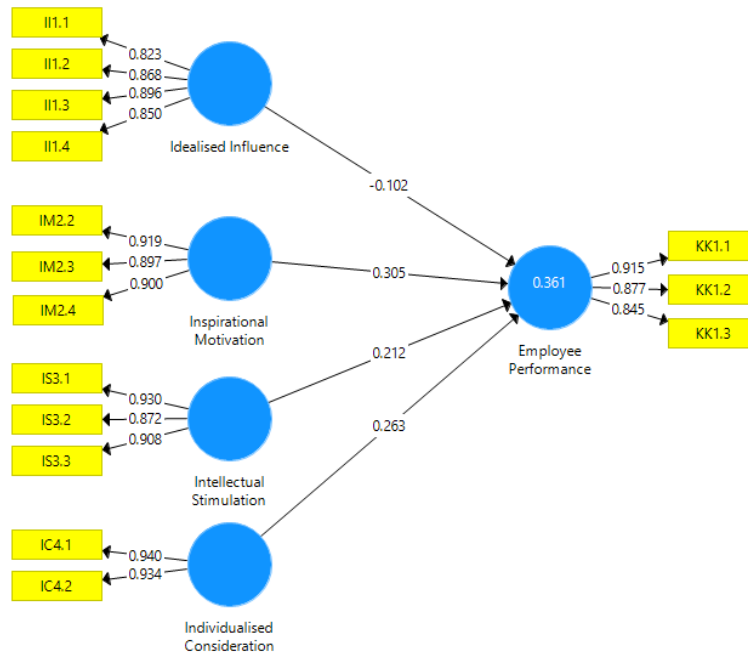 II1.1
II1.2
II1.3
II1.4
0.823
0.868
0.896
0.850
Idealised Influence
-0.102
IM2.2
IM2.3
IM2.4
0.919
0.897
0.900
Inspirational
Motivation
0.305
IS3.1
IS3.2
IS3.3
0.930
0.872
0.908
Intellectual
Stimulation
0.212
IC4.1
IC4.2
0.940
0.934
Individualised
Consideration
0.263
0.361
Employee
Performance
0.915
0.877
0.845
KK1.1
KK1.2
KK1.3